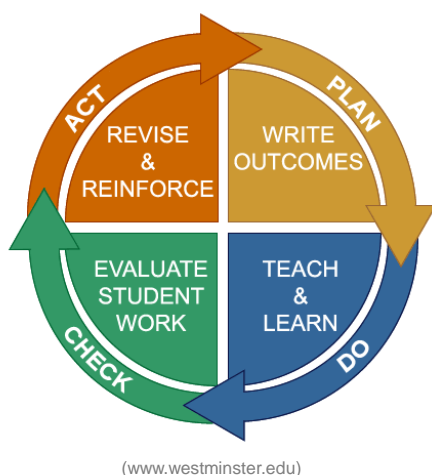 ACT
PLAN
REVISE
&
REINFORCE
WRITE
OUTCOMES
EVALUATE
STUDENT
WORK
TEACH
&
LEARN
CHECK
DO
(www.westminster.edu)